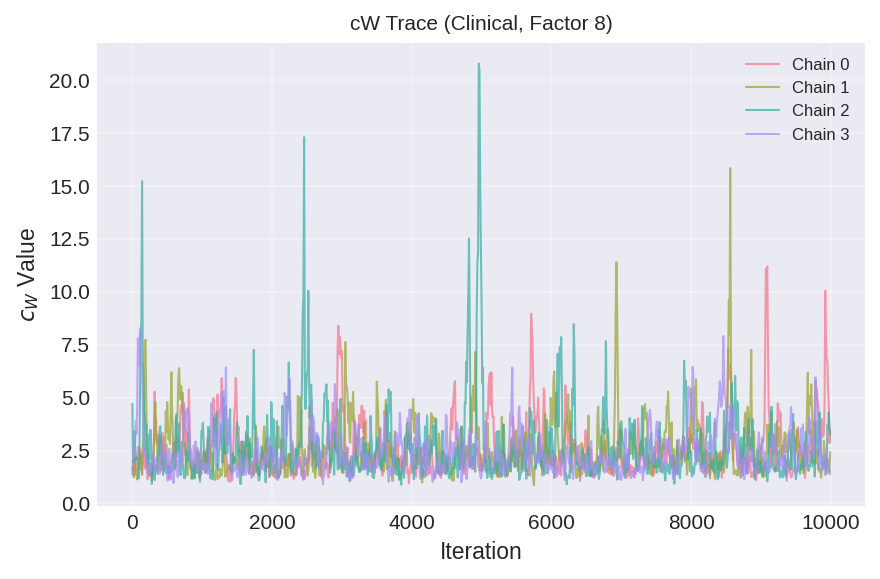 cW Trace (Clinical, Factor 8)
Chain 0
Chain 1
Chain 2
Chain 3
20.0
17.5
15.0
12.5
10.0
7.5
5.0
2.5
0.0
c_W Value
0 2000 4000 6000 8000 10000
Iteration